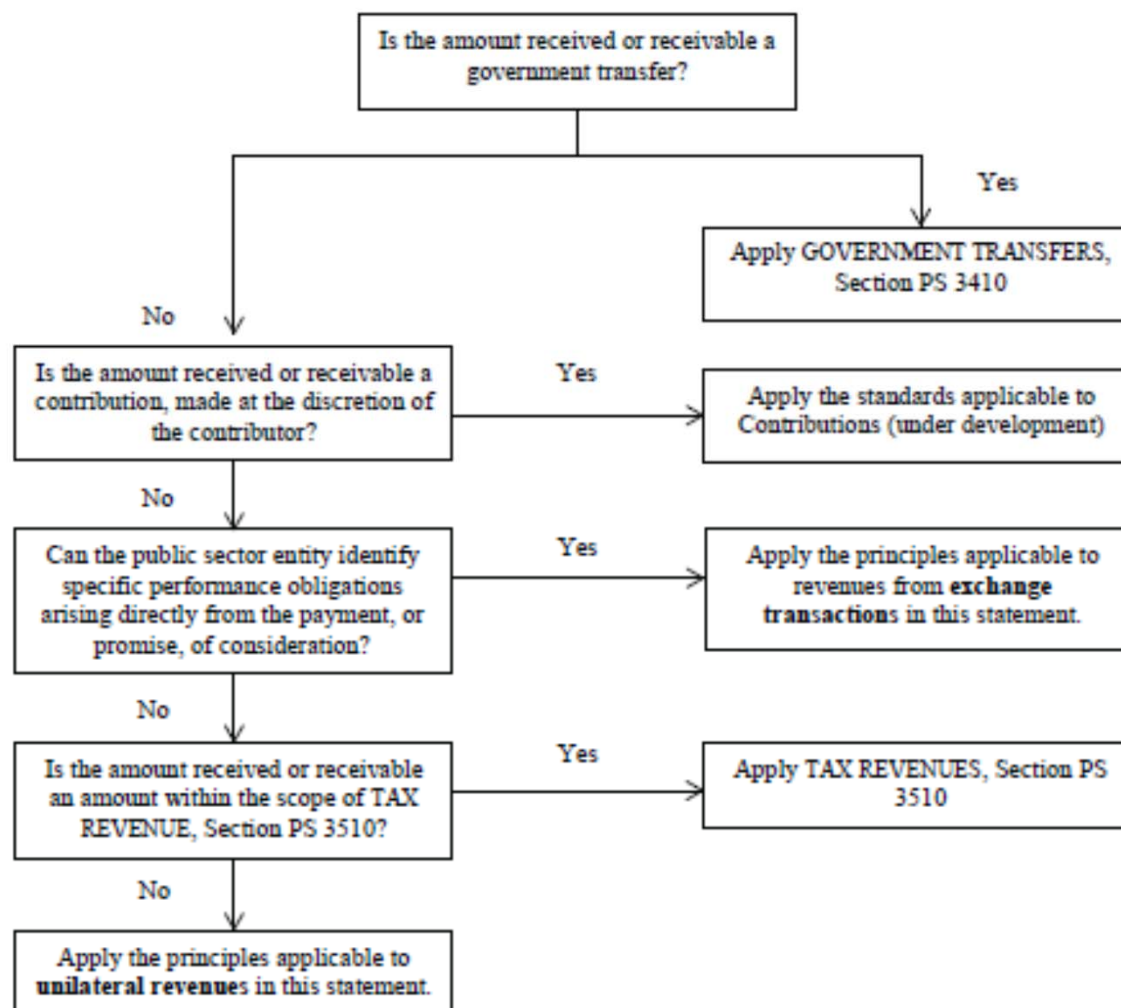 Is the amount received or receivable a
government transfer?
Yes
Apply GOVERNMENT TRANSFERS,
Section PS 3410
No
Is the amount received or receivable a
contribution, made at the discretion of
the contributor?
Yes
Apply the standards applicable to
Contributions (under development)
No
Can the public sector entity identify
specific performance obligations
arising directly from the payment, or
promise, of consideration?
Yes
Apply the principles applicable to
revenues from exchange
transactions in this statement.
No
Is the amount received or receivable
an amount within the scope of TAX
REVENUE, Section PS 3510?
Yes
Apply TAX REVENUES, Section PS
3510
No
Apply the principles applicable to
unilateral revenues in this statement.